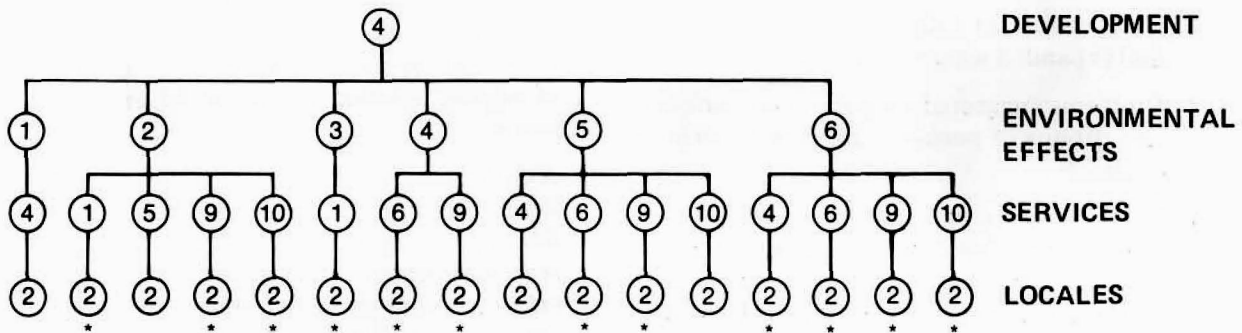 4 DEVELOPMENT
1 2 3 4 5 6 ENVIRONMENTAL
EFFECTS
4 1 5 9 10 1 6 9 4 6 9 10 4 6 9 10 SERVICES
2 2 2 2 2 2 2 2 2 2 2 2 2 2 2 2 LOCALES
* * * * * * * * * * * *